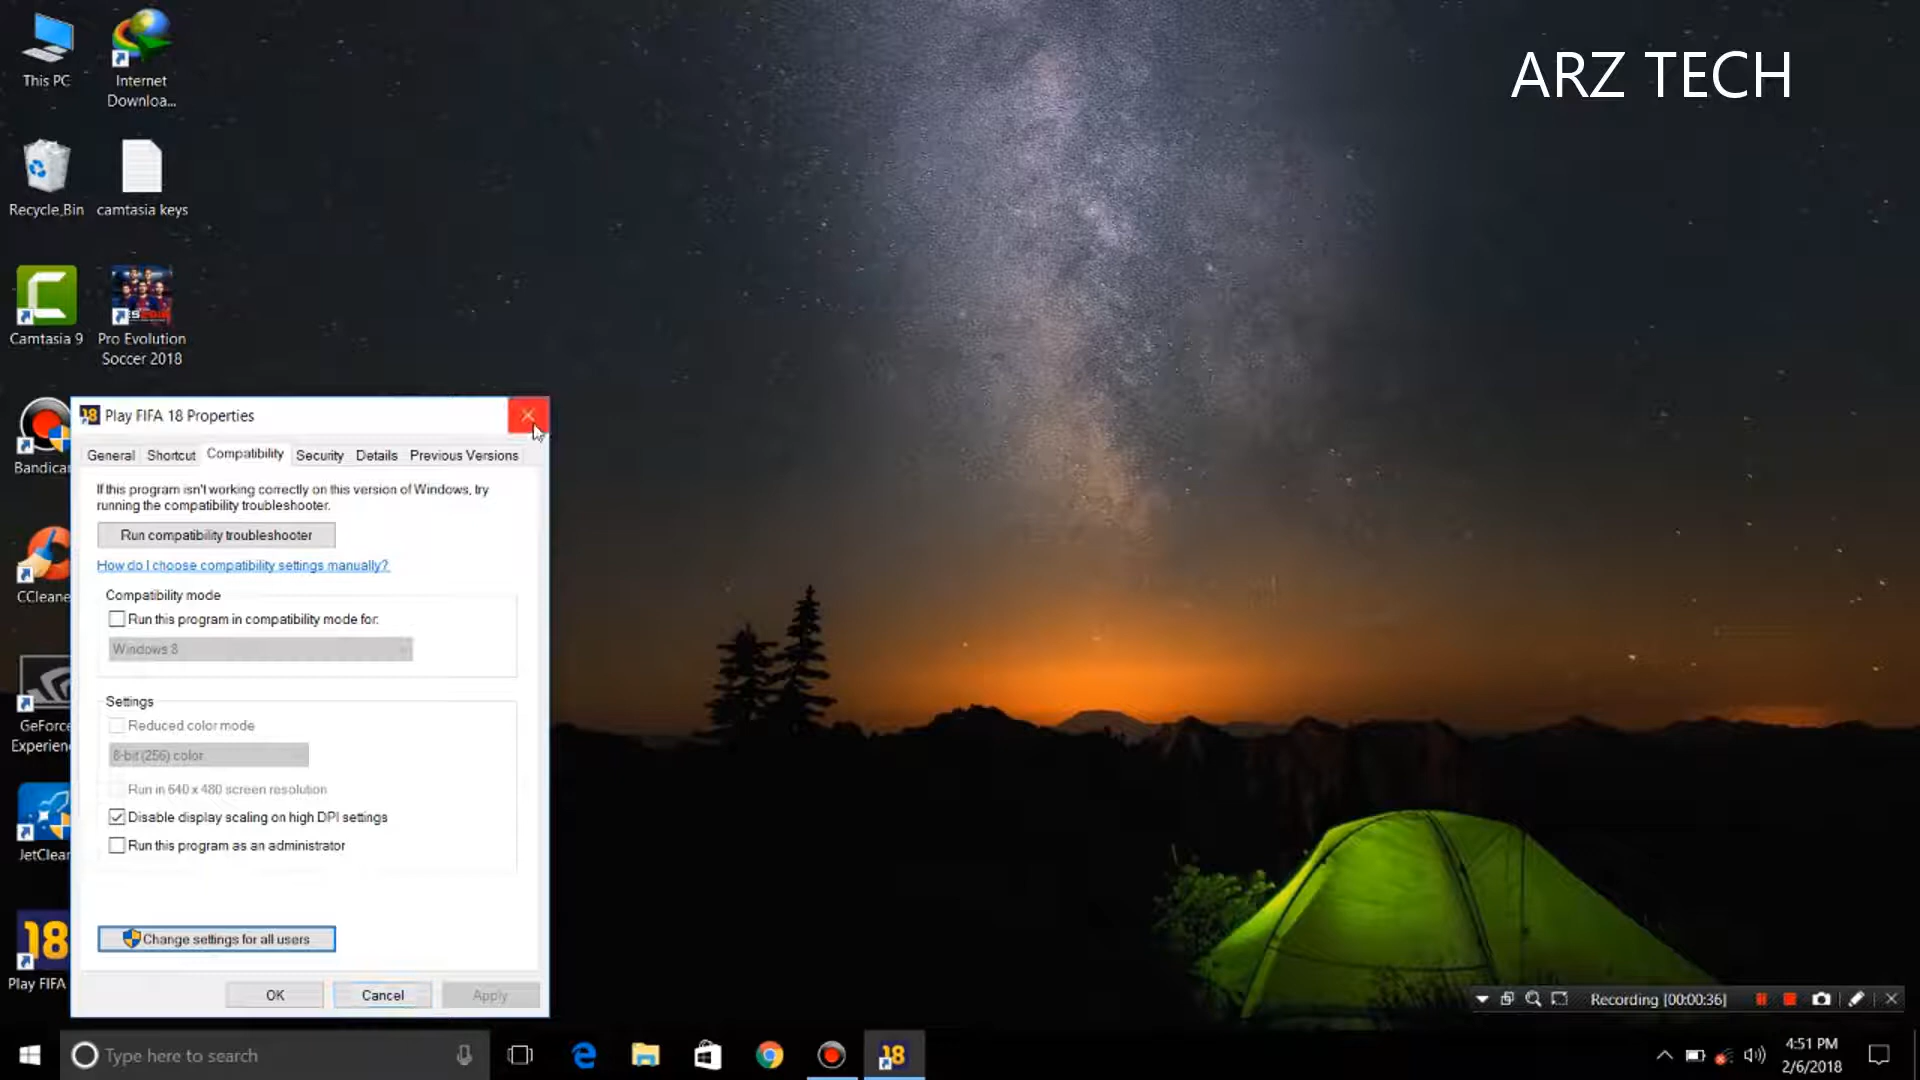 ARZ TECH
This PC
Internet
Downloa...
Recycle Bin
camtasia keys
Camtasia 9
Pro Evolution
Soccer 2018
Bandicam
CCleane
GeForce
Experien
JetClear
18
Play FIFA
18 Play FIFA 18 Properties
General Shortcut Compatibility Security Details Previous Versions
If this program isn't working correctly on this version of Windows, try
running the compatibility troubleshooter.
Run compatibility troubleshooter
How do I choose compatibility settings manually?
Compatibility mode
Run this program in compatibility mode for:
Windows 8
Settings
Reduced color mode
8-bit (256) color
Run in 640 x 480 screen resolution
Disable display scaling on high DPI settings
Run this program as an administrator
Change settings for all users
OK Cancel Apply
Recording [00:00:36]
Type here to search
18
4:51 PM
2/6/2018